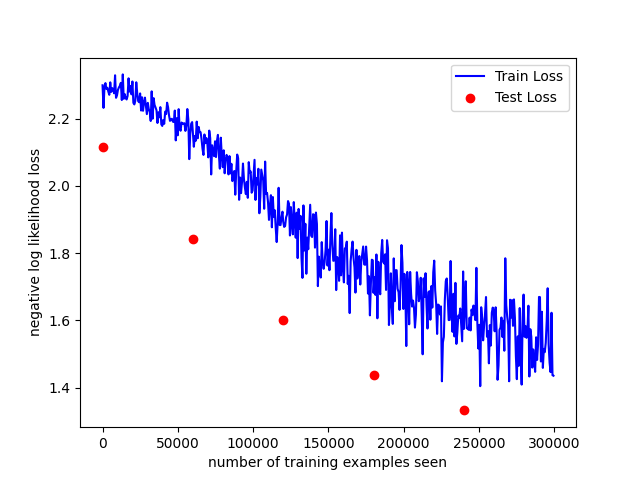 Train Loss
Test Loss
2.2
2.0
1.8
1.6
1.4
negative log likelihood loss
0 50000 100000 150000 200000 250000 300000
number of training examples seen